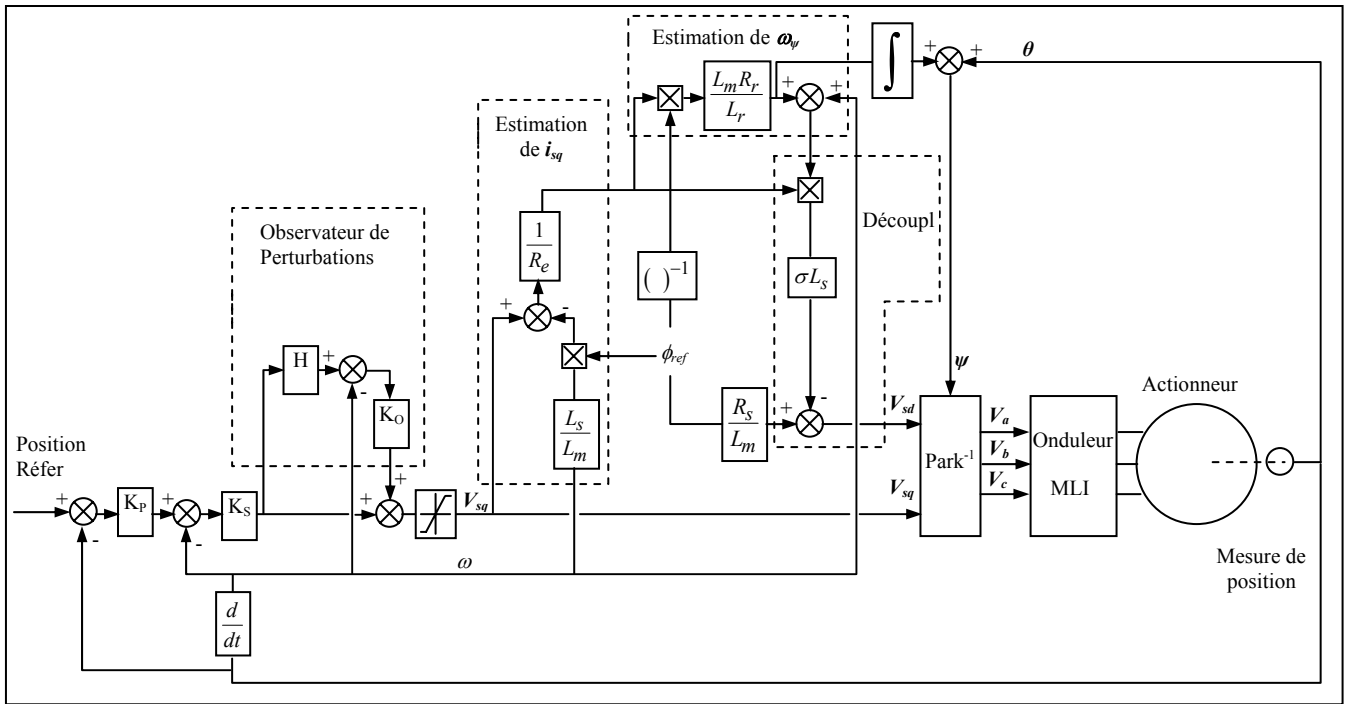 Estimation de ω_ψ
∫
+
+
θ
L_m R_r / L_r
+
+
Estimation
de i_sq
Découpl
Observateur de
Perturbations
1 / R_e
( )⁻¹
σL_s
+
-
ϕ_ref
ψ
H
+
-
K_O
L_s / L_m
R_s / L_m
+
-
V_sd
Actionneur
Position
Réfer
+
-
K_P
+
-
K_S
+
+
V_sq
V_sq
Park⁻¹
V_a
V_b
V_c
Onduleur
MLI
Mesure de
position
ω
d / dt